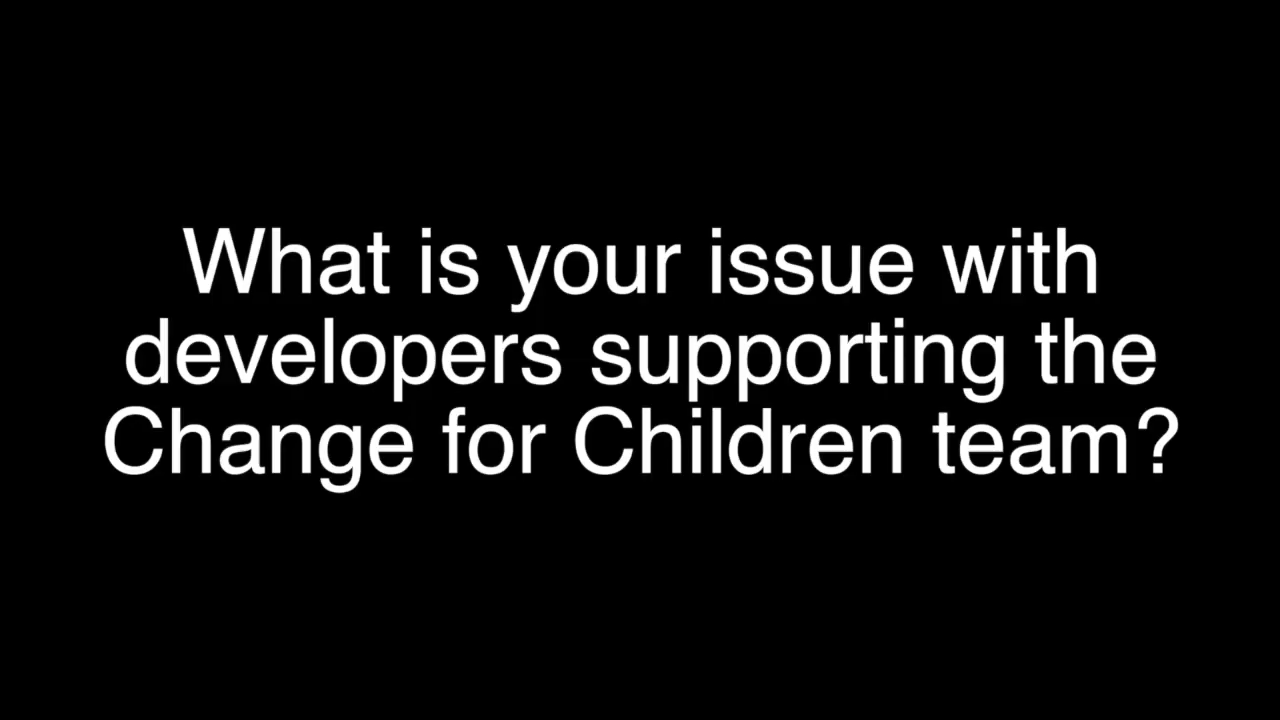 What is your issue with
developers supporting the
Change for Children team?